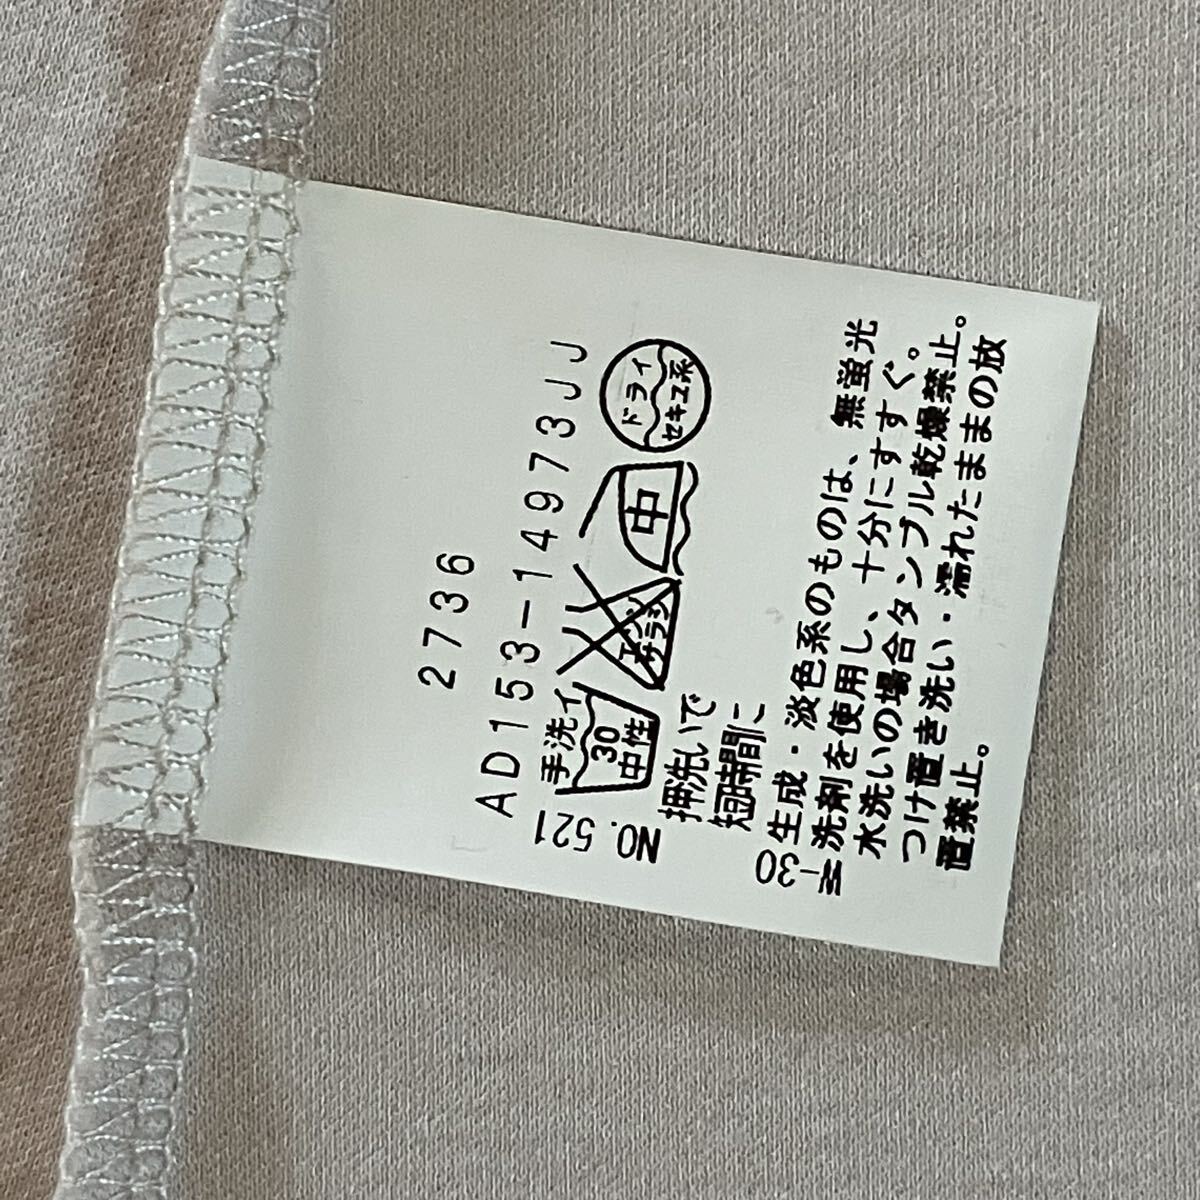 2736
AD153-14973JJ
NO. 521
手洗イ
30
中性
エンソ
サラシ
中
ドライ
セキユ系
押洗いで
短時間に
生成・淡色系のものは、無蛍光
洗剤を使用し、十分にすすぐ。
水洗いの場合タンブル乾燥禁止。
つけ置き洗い・濡れたままの放
置禁止。